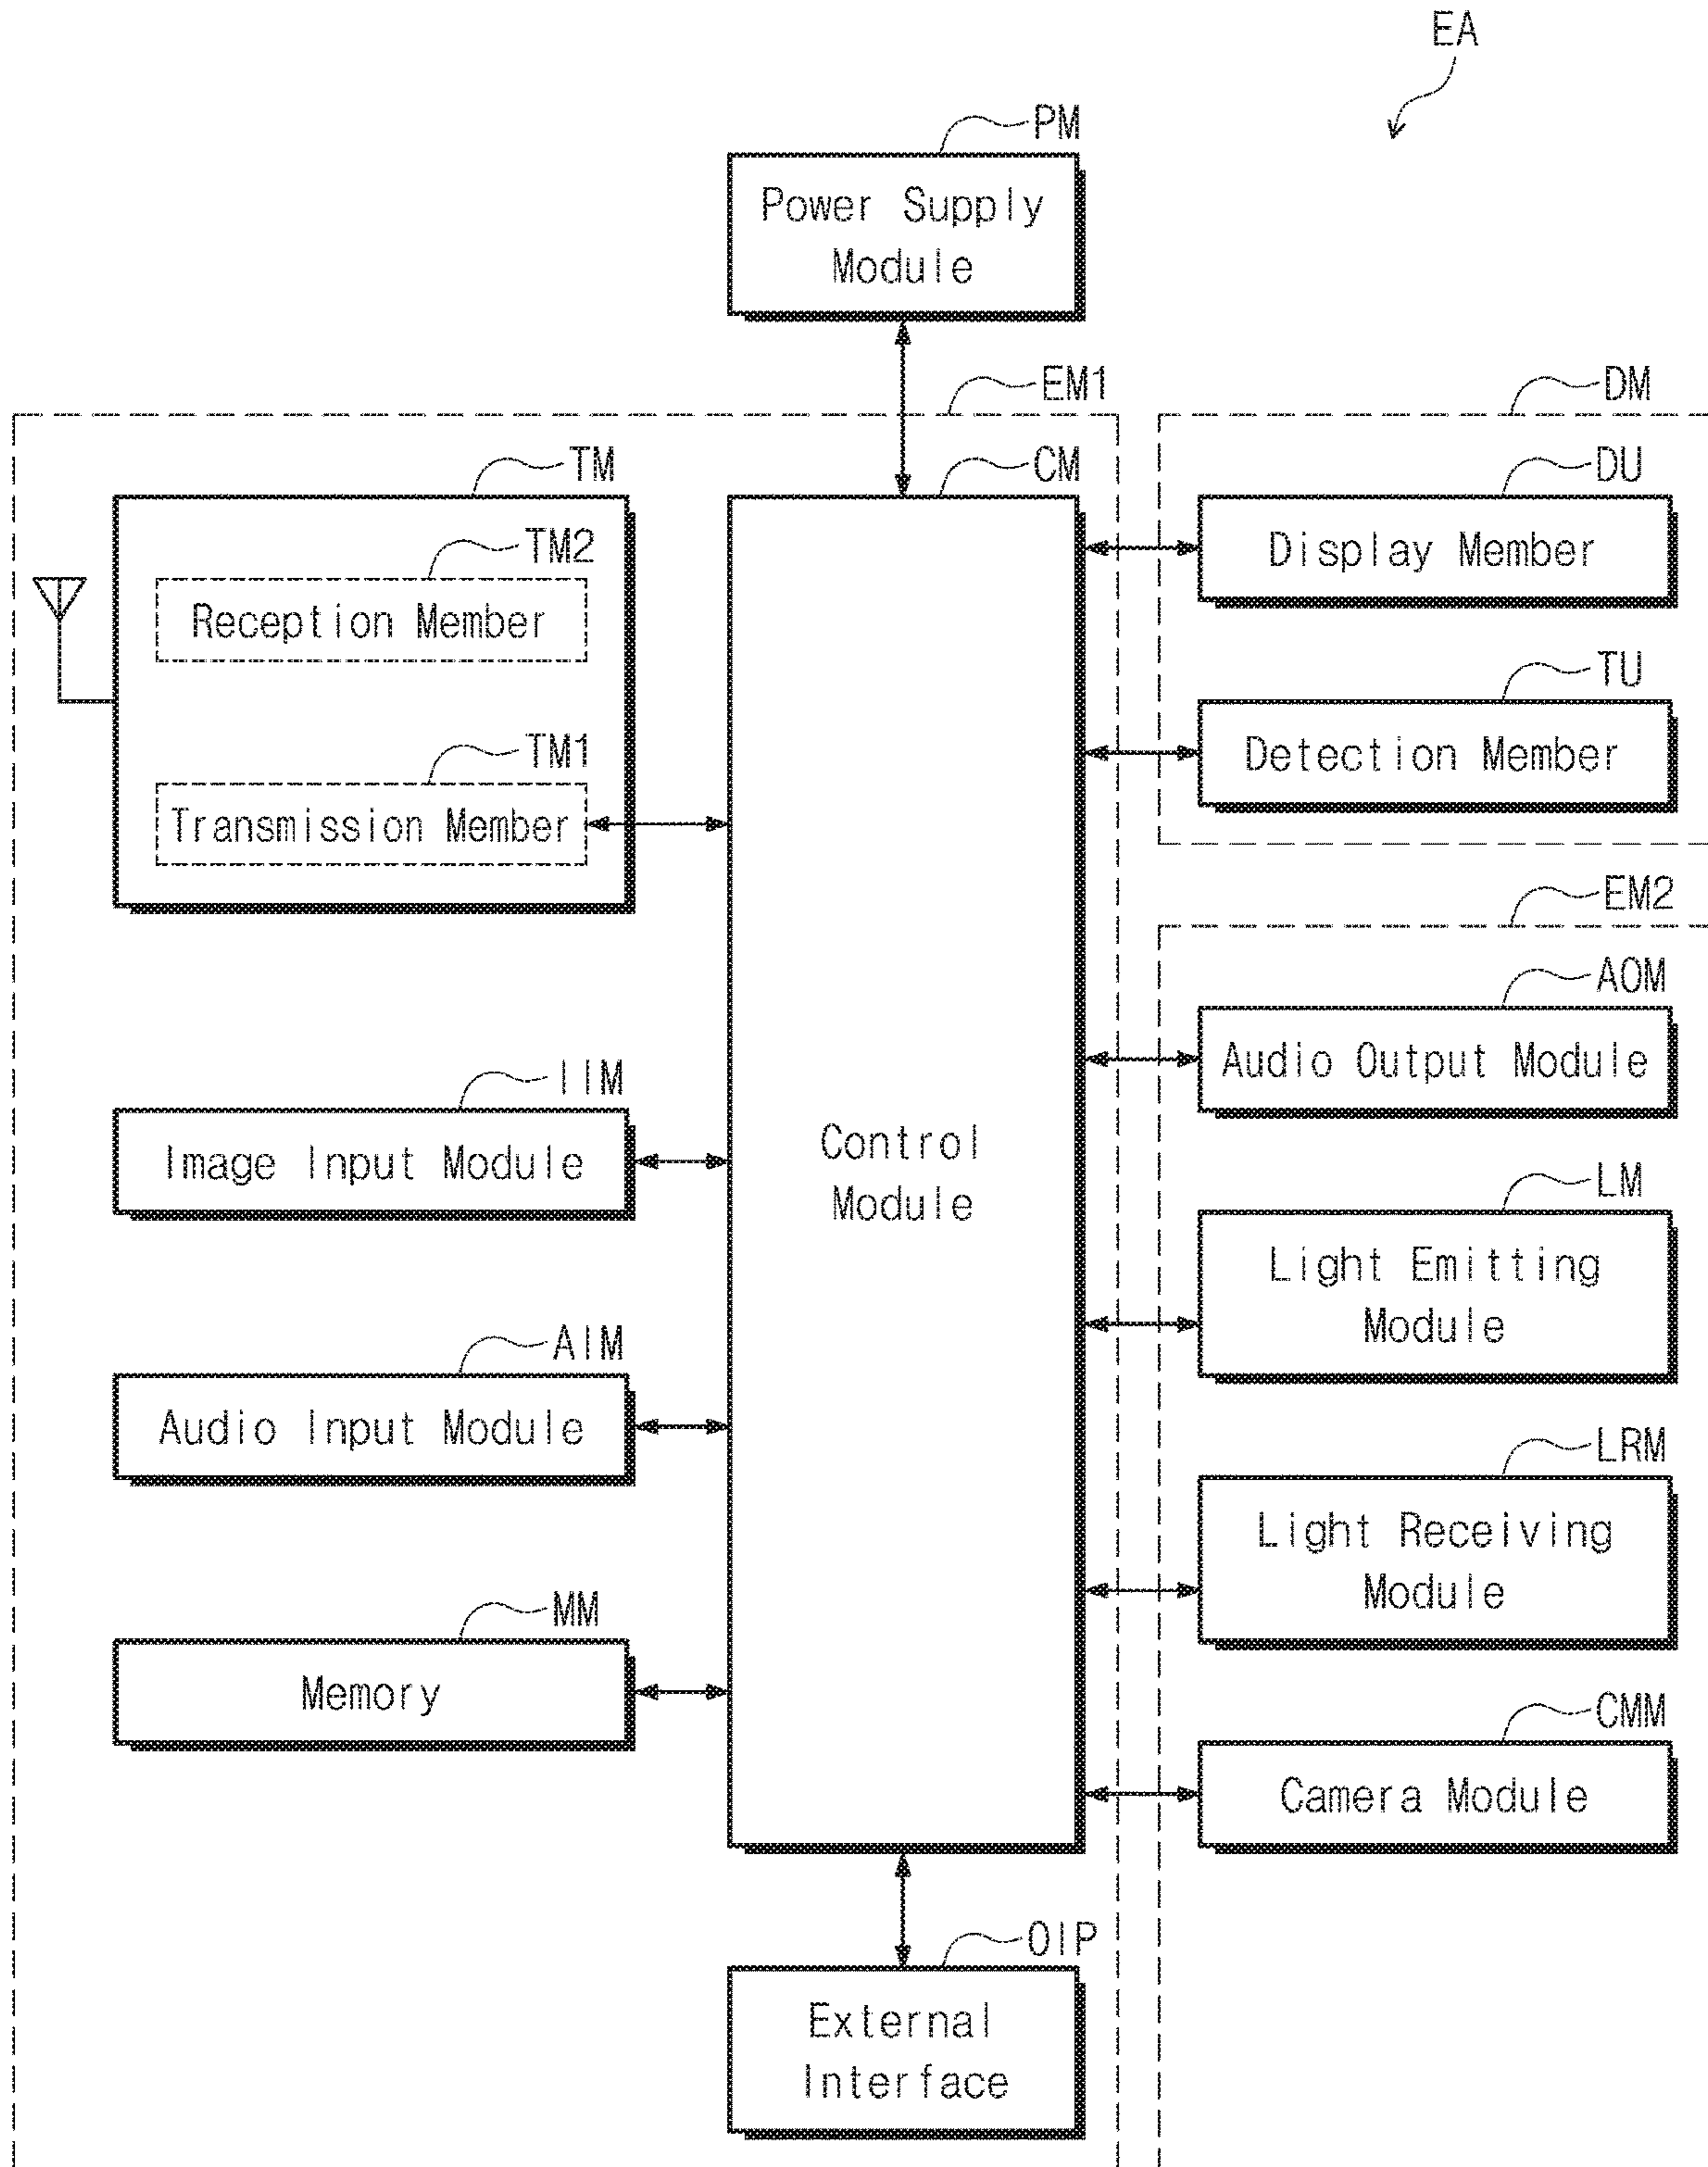 EA
PM
Power Supply
Module
EM1
DM
TM
CM
DU
TM2
Display Member
Reception Member
TU
TM1
Detection Member
Transmission Member
EM2
AOM
Audio Output Module
IIM
Image Input Module
Control
Module
LM
Light Emitting
Module
AIM
Audio Input Module
LRM
Light Receiving
Module
MM
Memory
CMM
Camera Module
OIP
External
Interface